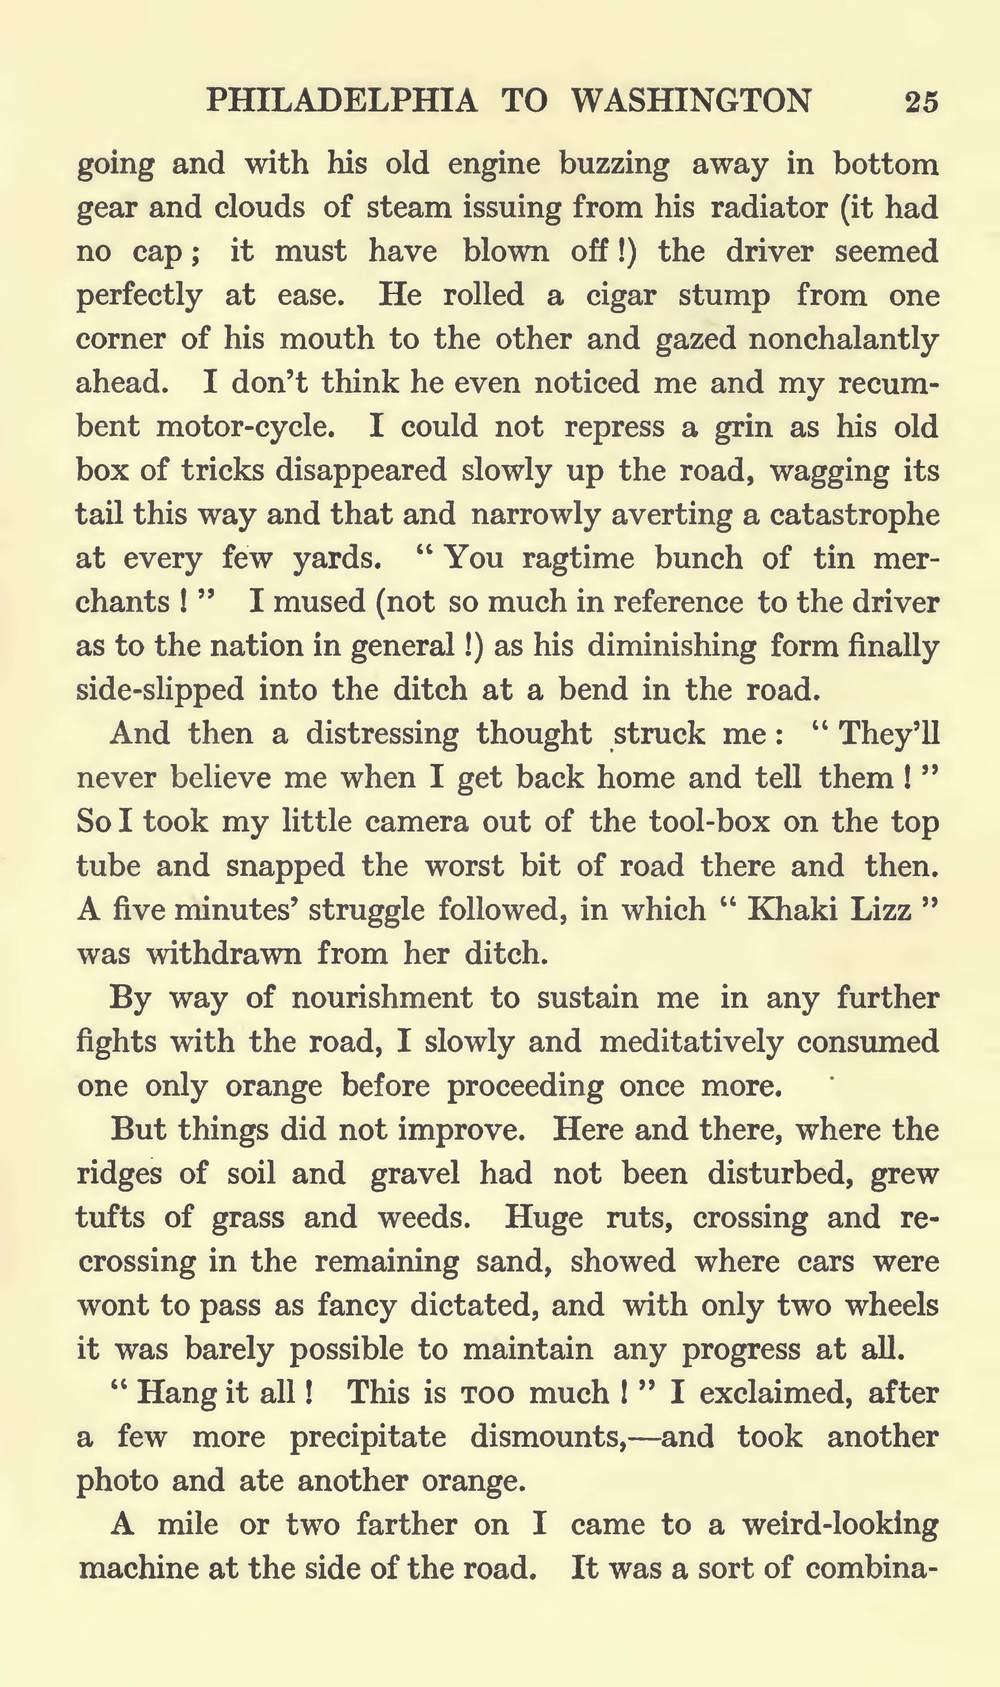 PHILADELPHIA TO WASHINGTON 25
going and with his old engine buzzing away in bottom
gear and clouds of steam issuing from his radiator (it had
no cap ; it must have blown off !) the driver seemed
perfectly at ease. He rolled a cigar stump from one
corner of his mouth to the other and gazed nonchalantly
ahead. I don’t think he even noticed me and my recum-
bent motor-cycle. I could not repress a grin as his old
box of tricks disappeared slowly up the road, wagging its
tail this way and that and narrowly averting a catastrophe
at every few yards. “ You ragtime bunch of tin mer-
chants ! ” I mused (not so much in reference to the driver
as to the nation in general !) as his diminishing form finally
side-slipped into the ditch at a bend in the road.
And then a distressing thought struck me : “ They’ll
never believe me when I get back home and tell them ! ”
So I took my little camera out of the tool-box on the top
tube and snapped the worst bit of road there and then.
A five minutes’ struggle followed, in which “ Khaki Lizz ”
was withdrawn from her ditch.
By way of nourishment to sustain me in any further
fights with the road, I slowly and meditatively consumed
one only orange before proceeding once more.
But things did not improve. Here and there, where the
ridges of soil and gravel had not been disturbed, grew
tufts of grass and weeds. Huge ruts, crossing and re-
crossing in the remaining sand, showed where cars were
wont to pass as fancy dictated, and with only two wheels
it was barely possible to maintain any progress at all.
“ Hang it all ! This is TOO much ! ” I exclaimed, after
a few more precipitate dismounts,—and took another
photo and ate another orange.
A mile or two farther on I came to a weird-looking
machine at the side of the road. It was a sort of combina-